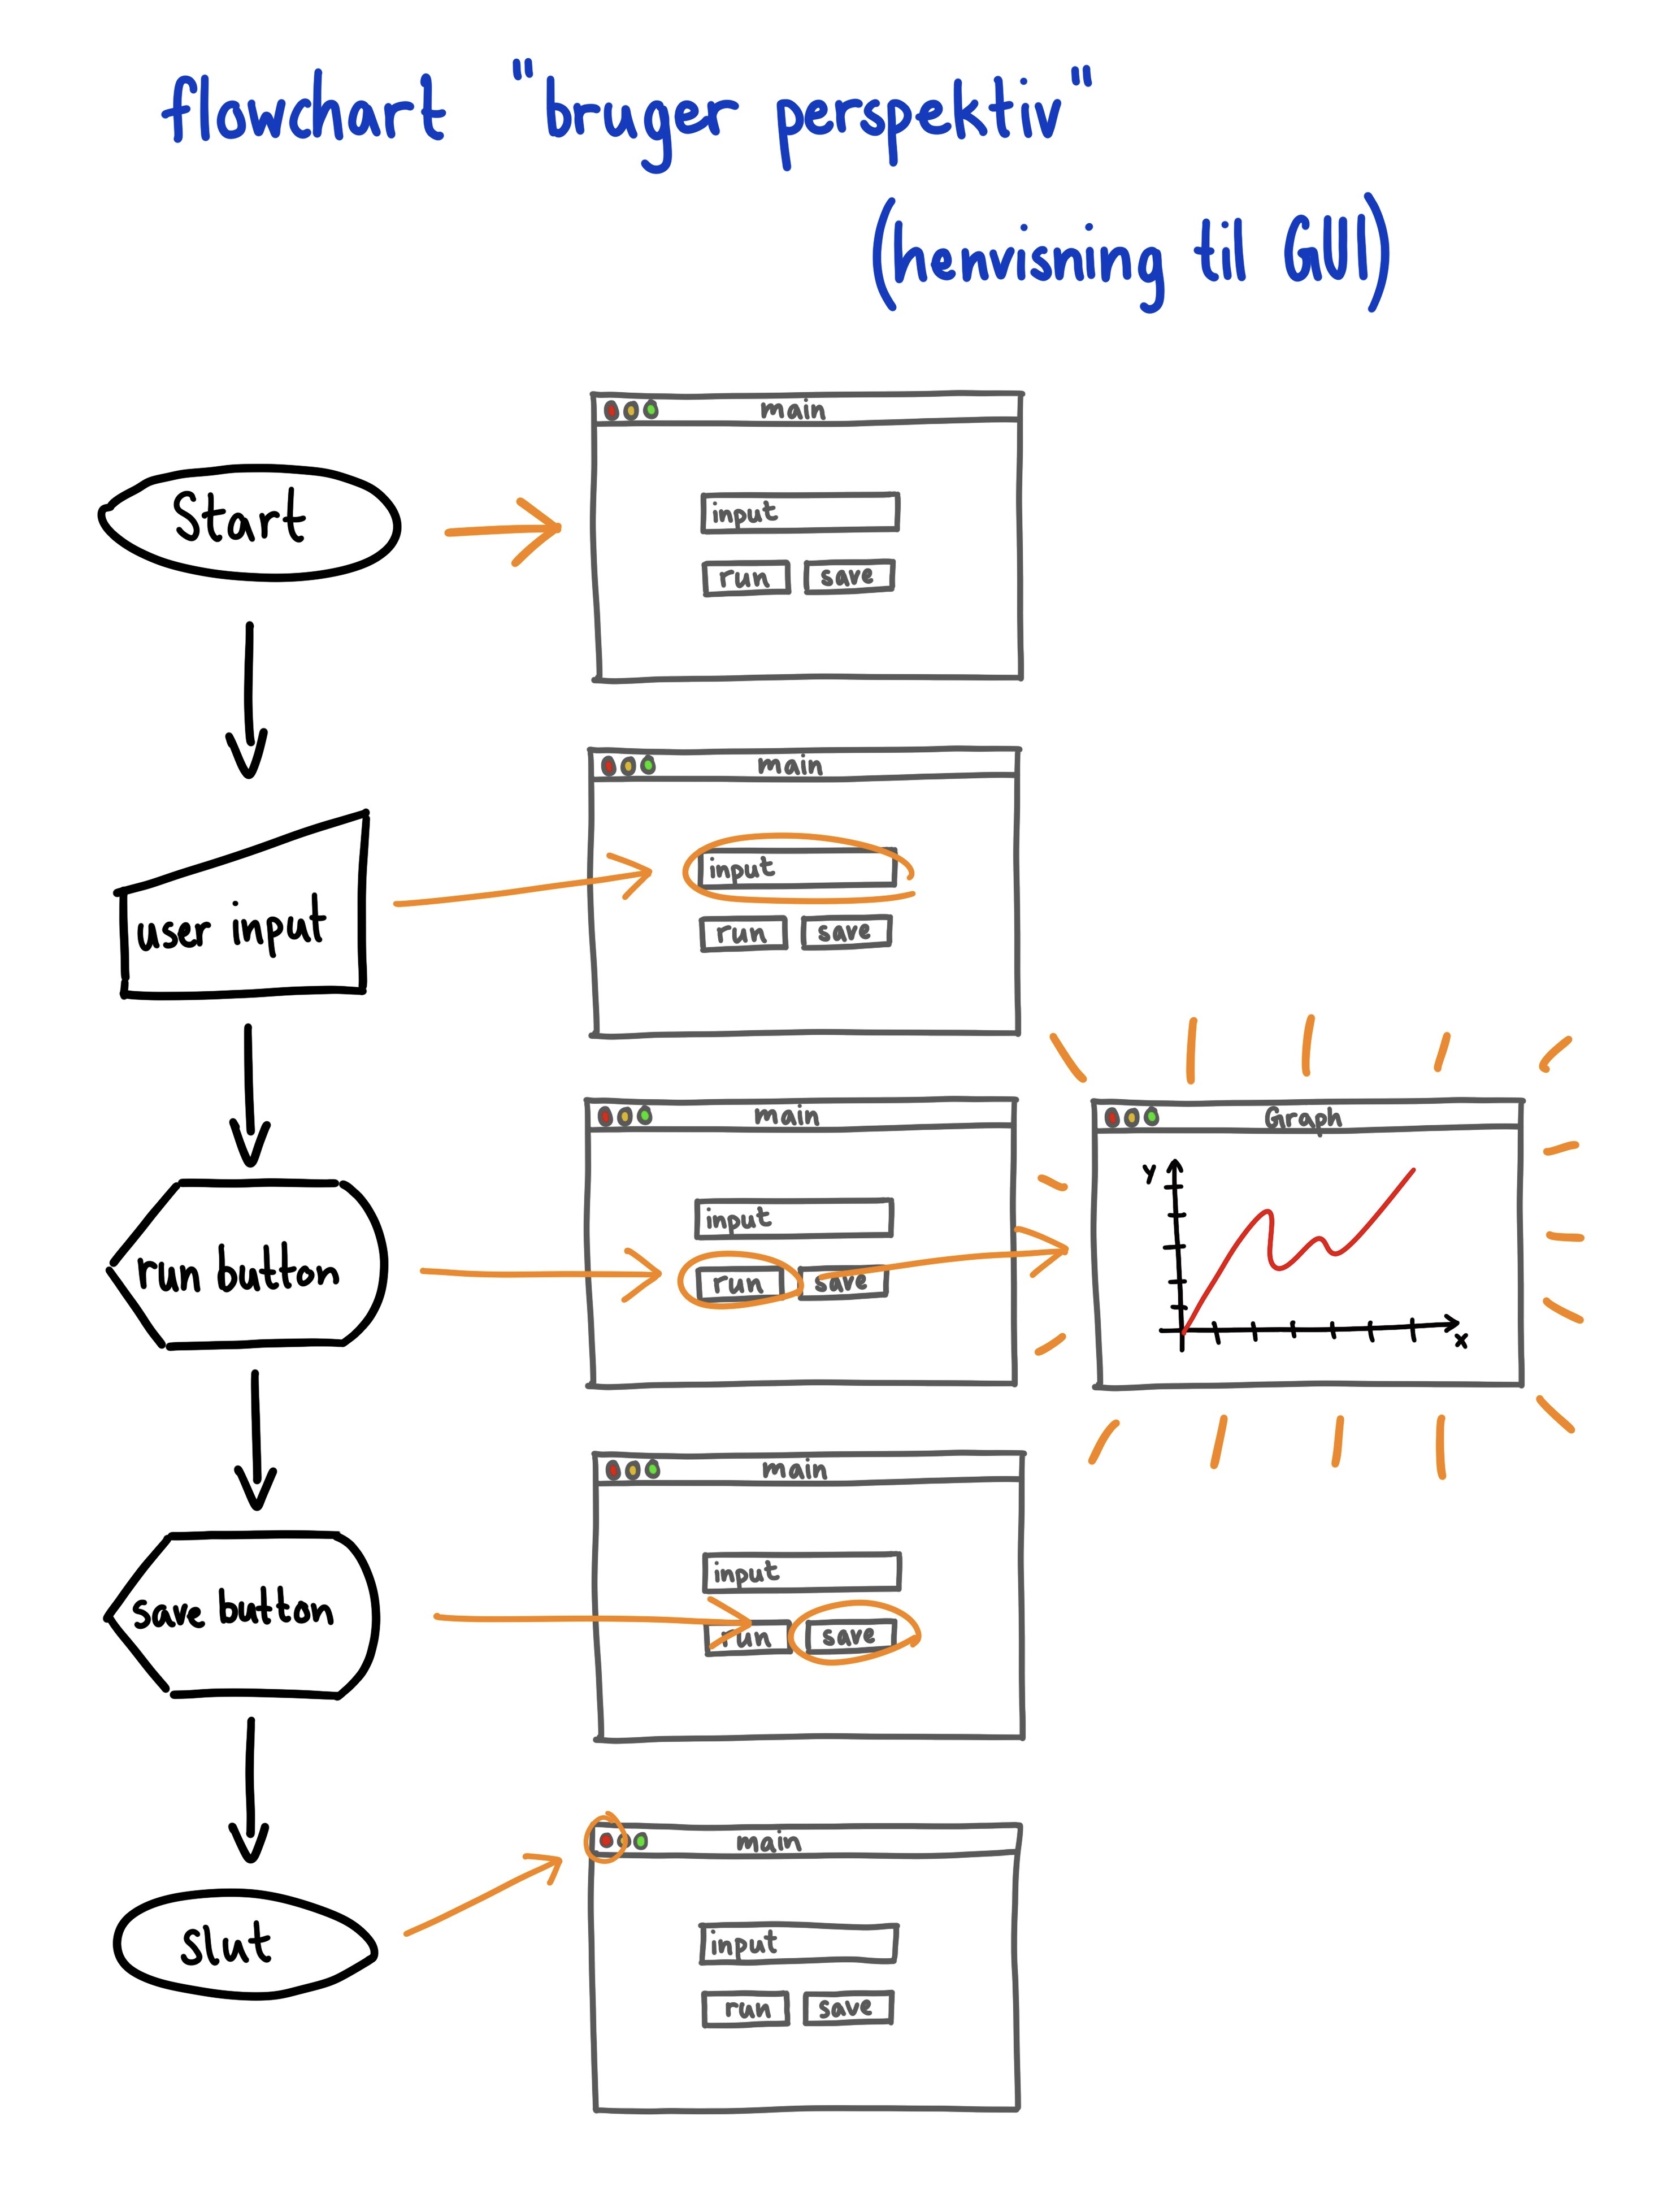 flowchart "bruger perspektiv"
(henvisning til GUI)
main
Start
input
run save
main
input
user input
run save
main
Graph
y
input
run button
run save
x
main
input
save button
run save
main
slut
input
run save